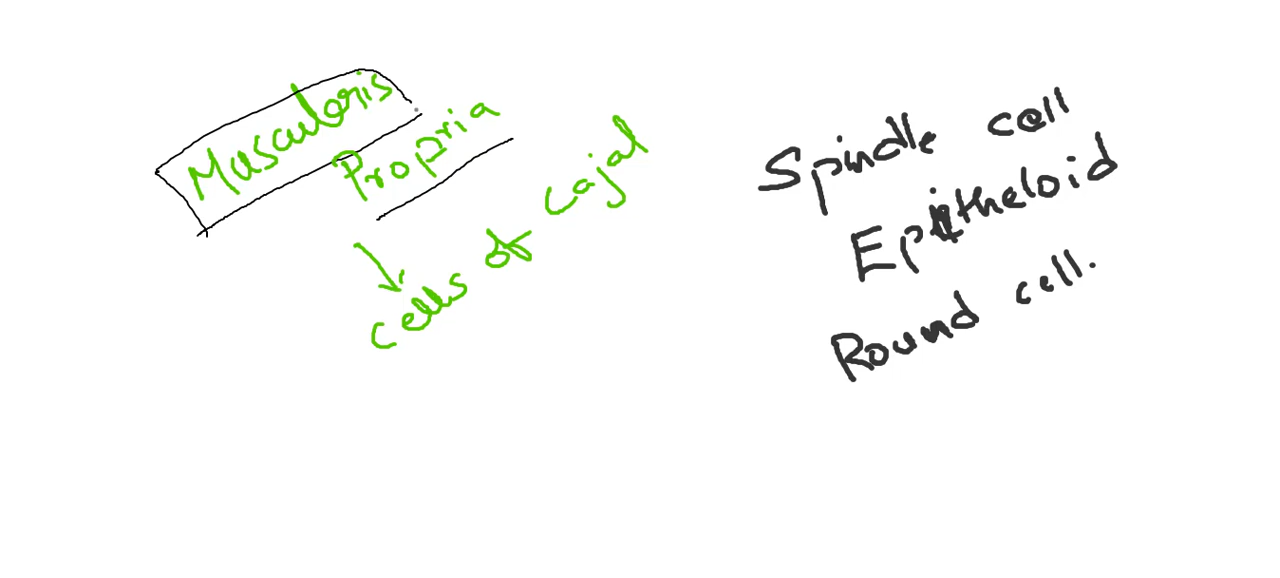 Muscularis
Propria
cells of cajal
Spindle cell
Epitheloid
Round cell.